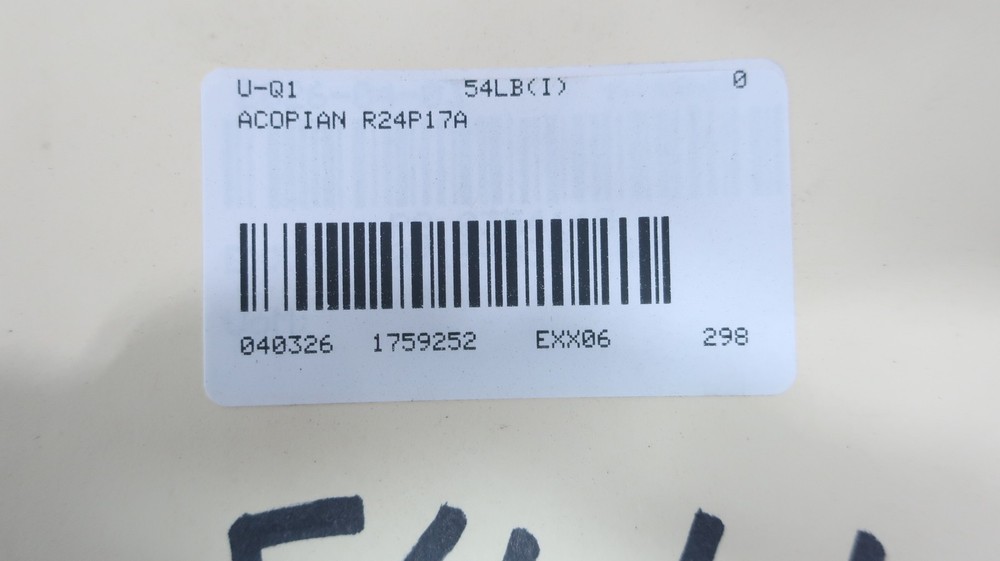 U-Q1 54LB(I) 0
ACOPIAN R24P17A
040326 1759252 EXX06 298